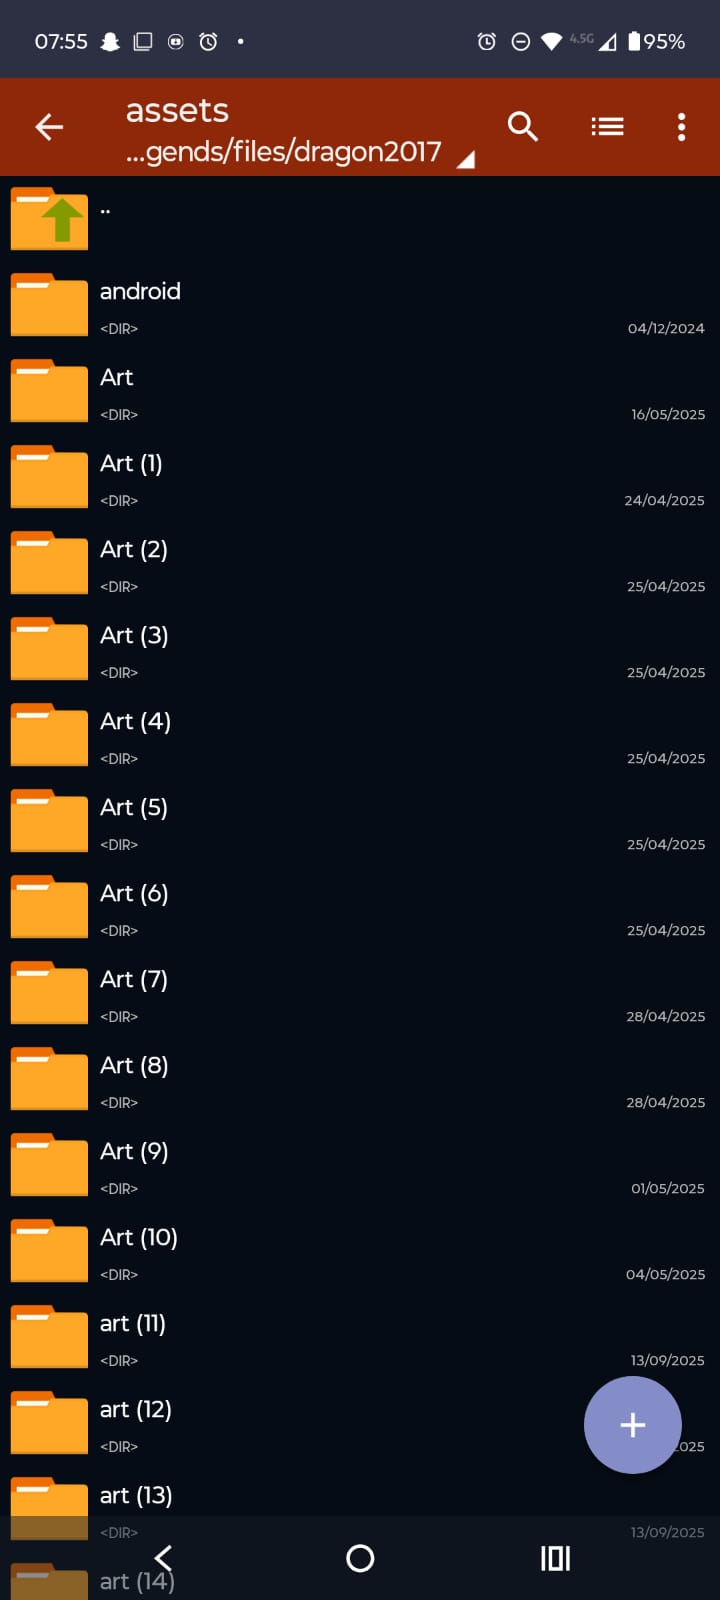 07:55
4.5G
95%
assets
...gends/files/dragon2017
..
android
<DIR>
04/12/2024
Art
<DIR>
16/05/2025
Art (1)
<DIR>
24/04/2025
Art (2)
<DIR>
25/04/2025
Art (3)
<DIR>
25/04/2025
Art (4)
<DIR>
25/04/2025
Art (5)
<DIR>
25/04/2025
Art (6)
<DIR>
25/04/2025
Art (7)
<DIR>
28/04/2025
Art (8)
<DIR>
28/04/2025
Art (9)
<DIR>
01/05/2025
Art (10)
<DIR>
04/05/2025
art (11)
<DIR>
13/09/2025
art (12)
<DIR>
art (13)
<DIR>
13/09/2025
art (14)